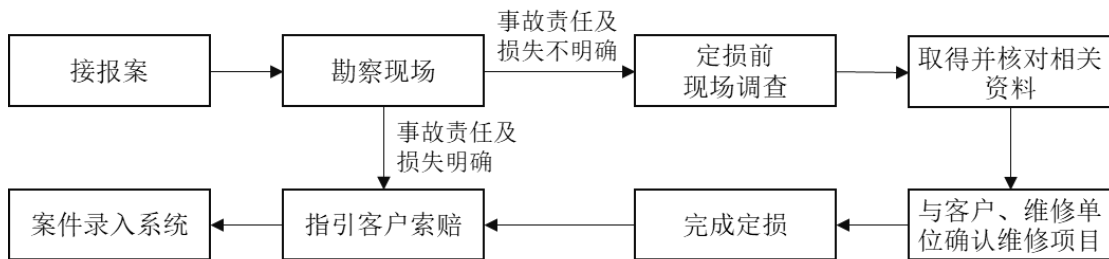 接报案
勘察现场
事故责任及
损失不明确
定损前
现场调查
取得并核对相关
资料
事故责任及
损失明确
案件录入系统
指引客户索赔
完成定损
与客户、维修单
位确认维修项目